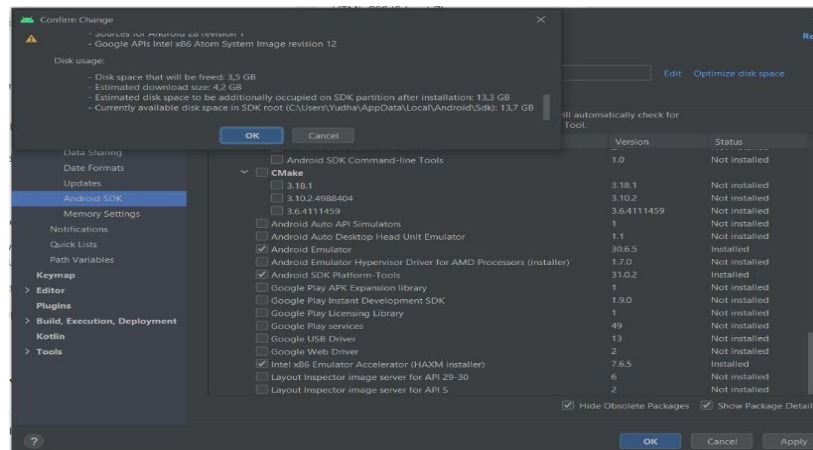 Confirm Change
- Sources for Android 28 revision 1
- Google APIs Intel x86 Atom System Image revision 12
Disk usage:
- Disk space that will be freed: 3,5 GB
- Estimated download size: 4,2 GB
- Estimated disk space to be additionally occupied on SDK partition after installation: 13,3 GB
- Currently available disk space in SDK root (C:\Users\Yudha\AppData\Local\Android\Sdk): 13,7 GB
OK Cancel
Re
Edit Optimize disk space
ill automatically check for
Tool.
Data Sharing
Date Formats
Updates
Android SDK
Memory Settings
Notifications
Quick Lists
Path Variables
Keymap
Editor
Plugins
Build, Execution, Deployment
Kotlin
Tools
Version Status
Android SDK Command-line Tools 1.0 Not installed
CMake
3.18.1 3.18.1 Not installed
3.10.2.4988404 3.10.2 Not installed
3.6.4111459 3.6.4111459 Not installed
Android Auto API Simulators 1 Not installed
Android Auto Desktop Head Unit Emulator 1.1 Not installed
Android Emulator 30.6.5 Installed
Android Emulator Hypervisor Driver for AMD Processors (installer) 1.7.0 Not installed
Android SDK Platform-Tools 31.0.2 Installed
Google Play APK Expansion library 1 Not installed
Google Play Instant Development SDK 1.9.0 Not installed
Google Play Licensing Library 1 Not installed
Google Play services 49 Not installed
Google USB Driver 13 Not installed
Google Web Driver 2 Not installed
Intel x86 Emulator Accelerator (HAXM installer) 7.6.5 Installed
Layout Inspector image server for API 29-30 6 Not installed
Layout Inspector image server for API S 2 Not installed
Hide Obsolete Packages Show Package Detail
? OK Cancel Apply